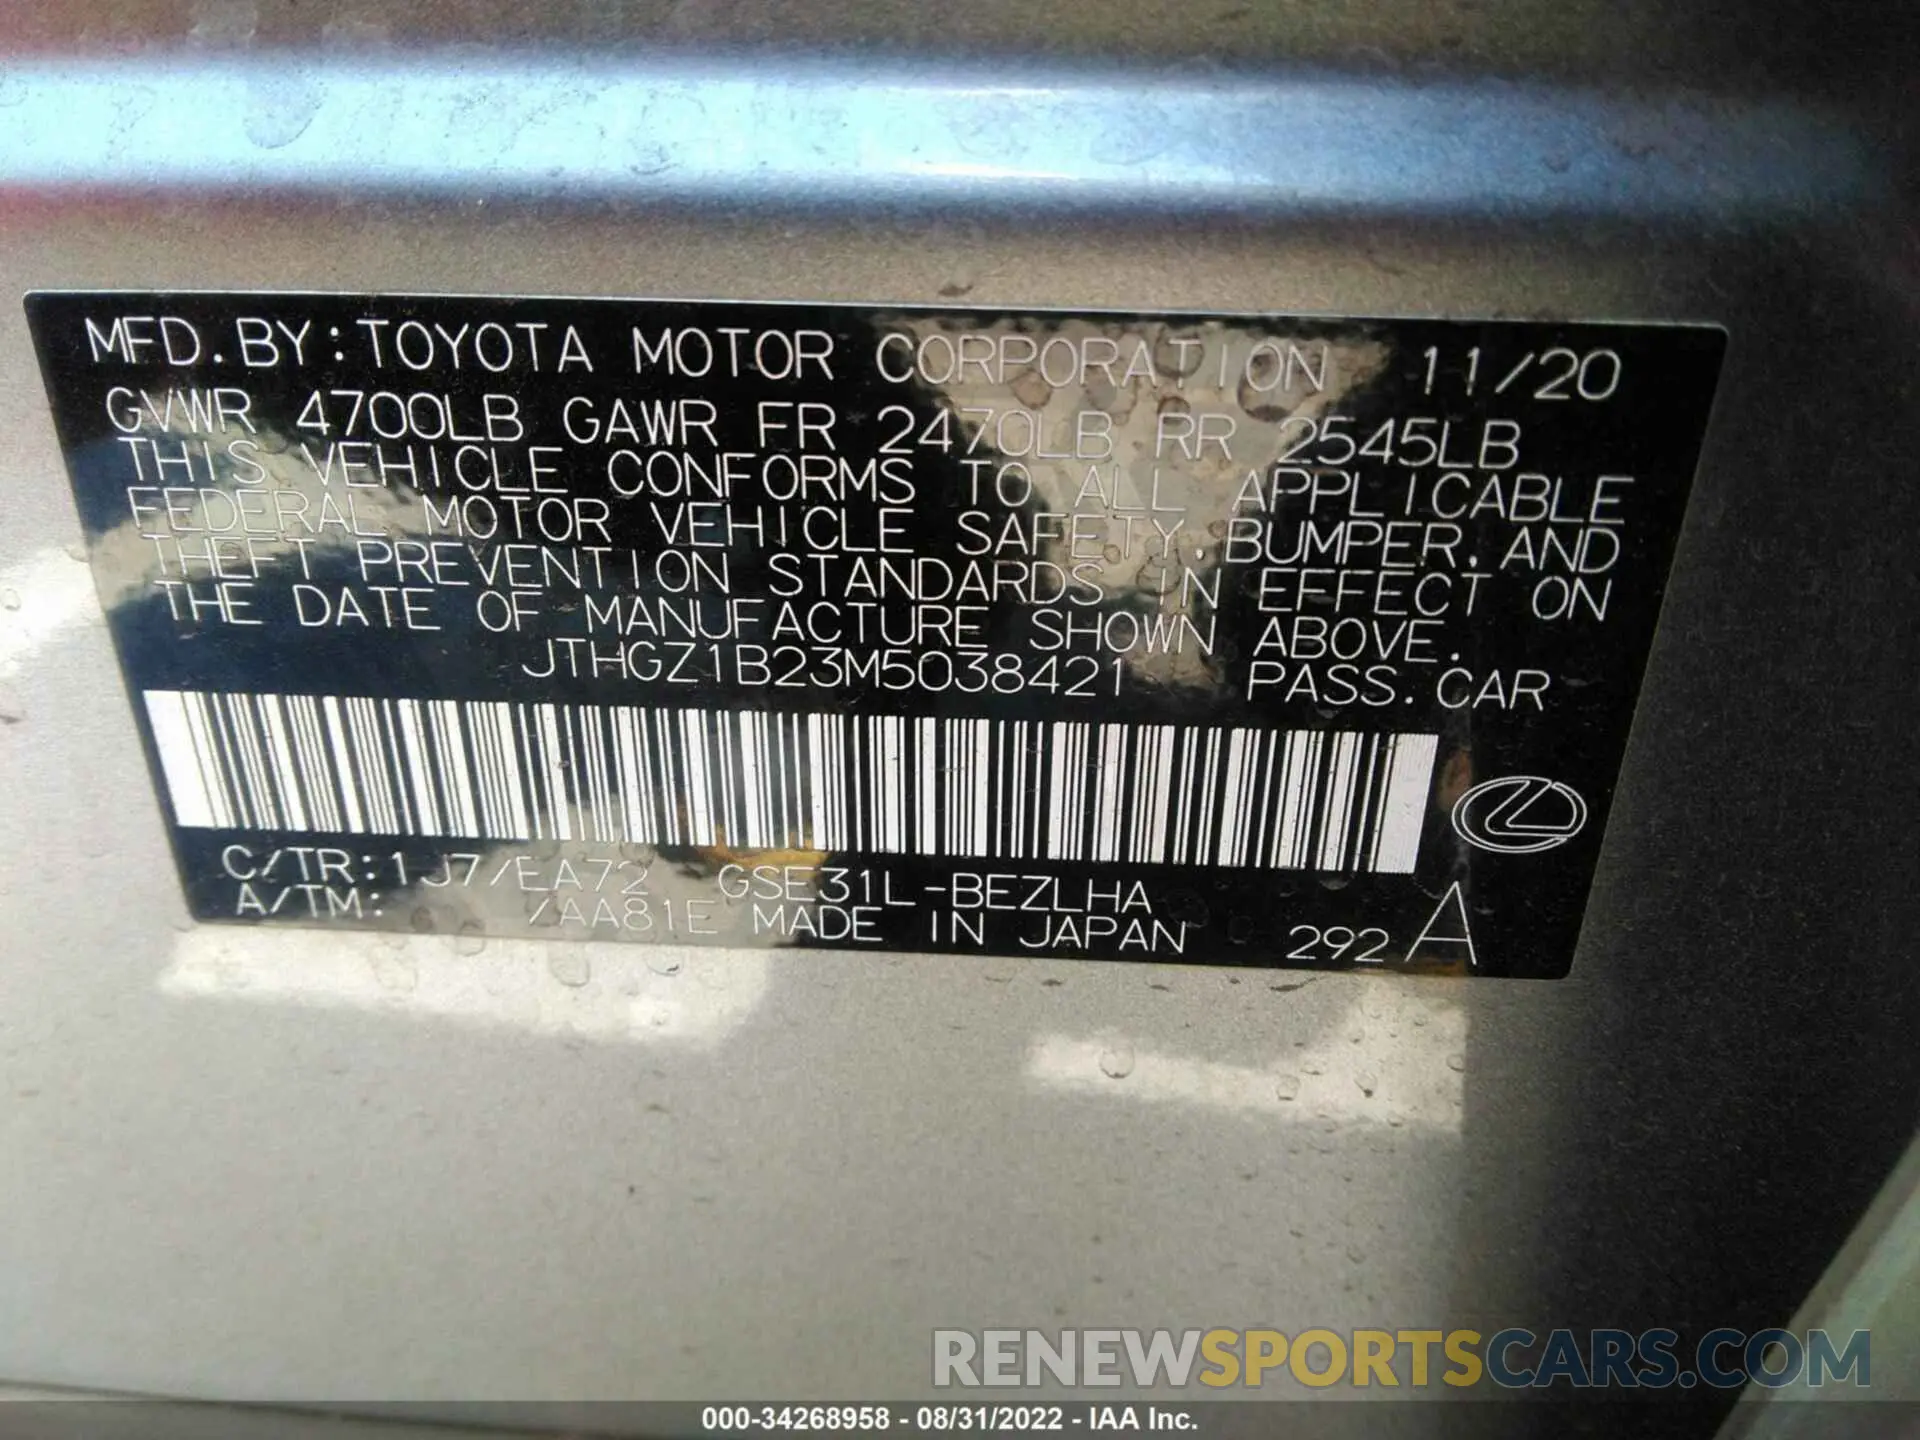 MFD. BY: TOYOTA MOTOR CORPORATION 11/20
GVWR 4700LB GAWR FR 2470LB RR 2545LB
THIS VEHICLE CONFORMS TO ALL APPLICABLE
FEDERAL MOTOR VEHICLE SAFETY, BUMPER, AND
THEFT PREVENTION STANDARDS IN EFFECT ON
THE DATE OF MANUFACTURE SHOWN ABOVE.
JTHGZ1B23M5038421 PASS. CAR
C/TR: 1J7/EA72 GSE31L-BEZLHA
A/TM: /AA81E MADE IN JAPAN 292 A
RENEWSPORTSCARS.COM
000-34268958 - 08/31/2022 - IAA Inc.